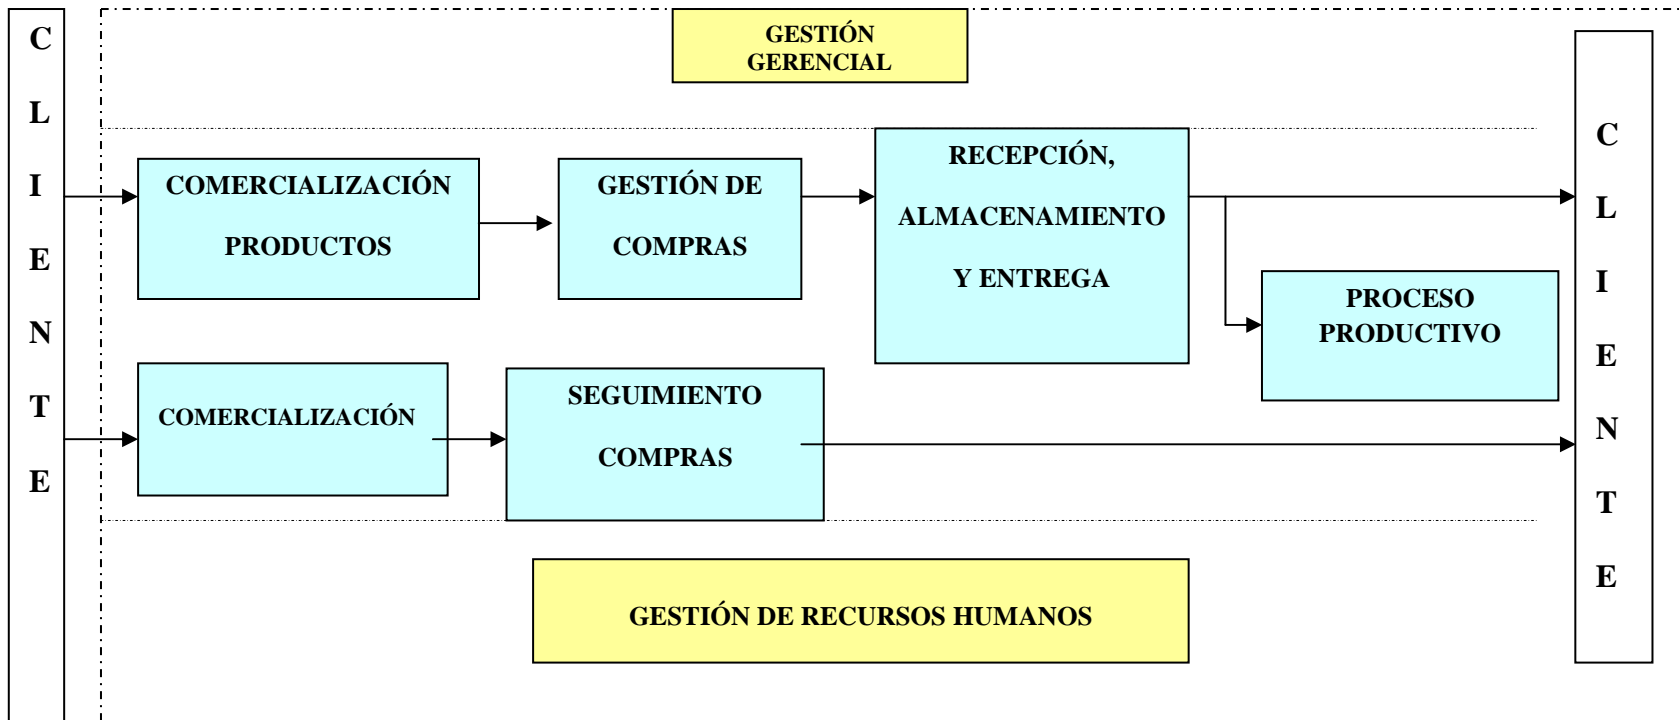 C
L
I
E
N
T
E
GESTIÓN
GERENCIAL
COMERCIALIZACIÓN
PRODUCTOS
GESTIÓN DE
COMPRAS
RECEPCIÓN,
ALMACENAMIENTO
Y ENTREGA
PROCESO
PRODUCTIVO
COMERCIALIZACIÓN
SEGUIMIENTO
COMPRAS
GESTIÓN DE RECURSOS HUMANOS
C
L
I
E
N
T
E